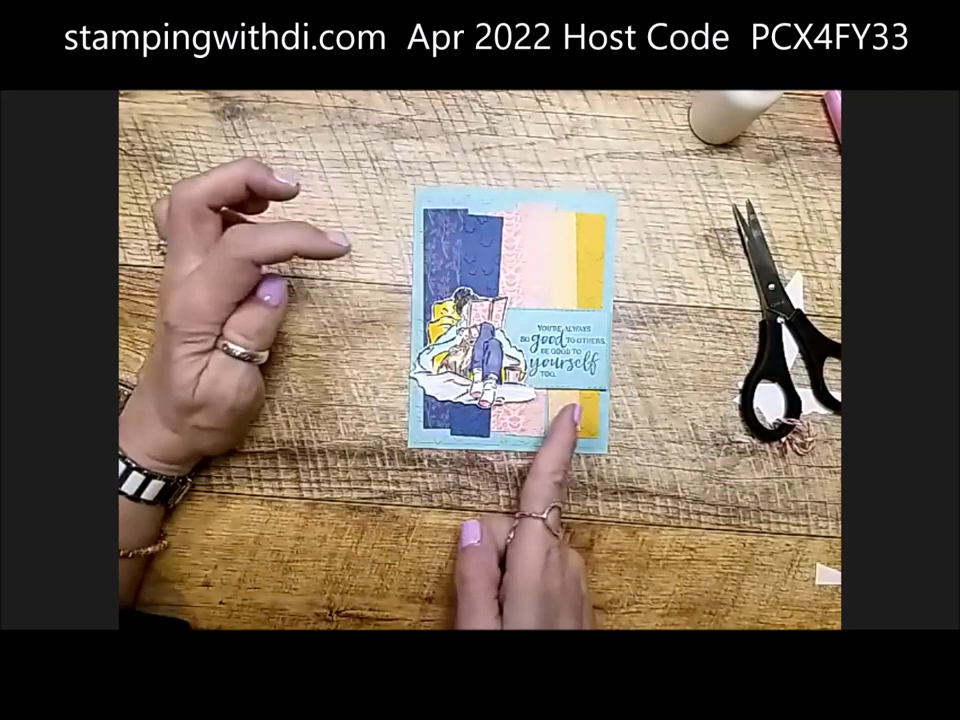 stampingwithdi.com Apr 2022 Host Code PCX4FY33
YOU'RE ALWAYS
SO good TO OTHERS.
BE GOOD TO
yourself
TOO.